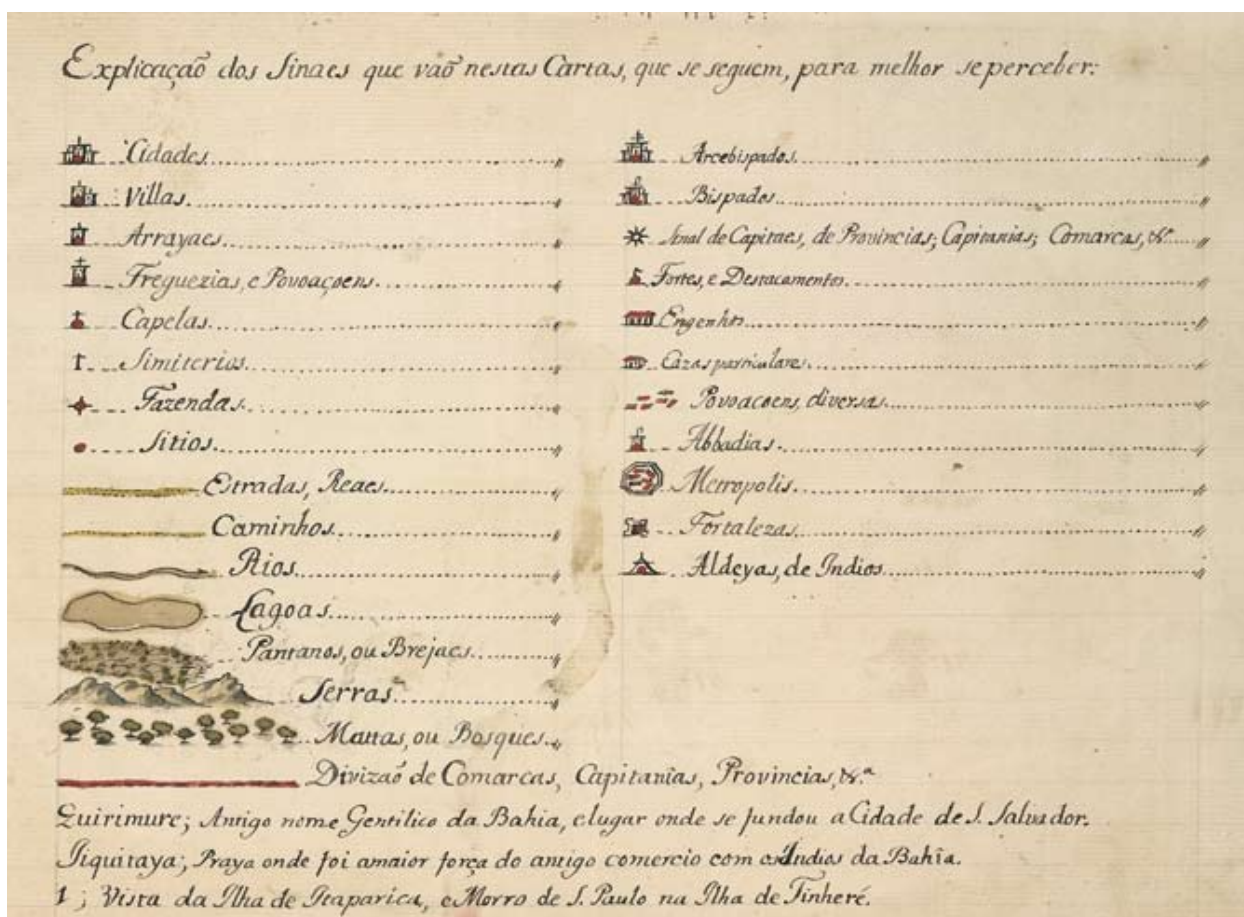 Explicação dos Sinaes que vão nestas Cartas, que se seguem, para melhor se perceber:
Cidades
Villas
Arrayaes
Freguezias, e Povoaçoens
Capelas
Simiterios
Fazendas
Sitios
Estradas, Reaes
Caminhos
Rios
Lagoas
Pantanos, ou Brejaes
Serras
Mattas, ou Bosques
Divizaõ de Comarcas, Capitanîas, Provincias, &.ª
Arcebispados
Bispados
Sinal de Capitaes, de Provincias; Capitanias; Comarcas, &ª
Fortes, e Destacamentos
Engenhos
Cazas particulares
Povoacoens, diversas
Abbadias
Metropolis
Fortalezas
Aldeyas, de Indios
Quirimure; Antigo nome Gentilico da Bahia, e lugar onde se fundou a Cidade de S. Salvador.
Praya onde foi a maior força do antigo comercio com os Indios da Bahîa.
1; Vista da Ilha de Itaparica, e Morro de S. Paulo na Ilha de Tinheré.